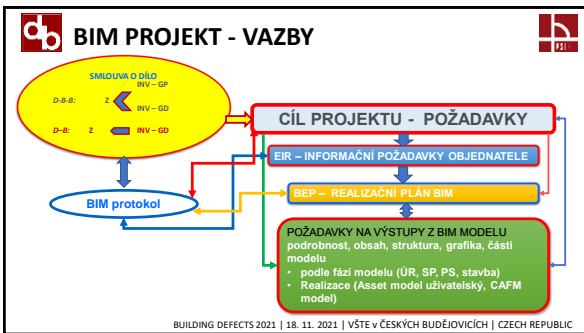 db BIM PROJEKT - VAZBY
SMLOUVA O DÍLO
INV – GP
D-B-B: Z
INV – GD
D–B: Z INV – GD
CÍL PROJEKTU - POŽADAVKY
EIR – INFORMAČNÍ POŽADAVKY OBJEDNATELE
BEP – REALIZAČNÍ PLÁN BIM
BIM protokol
POŽADAVKY NA VÝSTUPY Z BIM MODELU
podrobnost, obsah, struktura, grafika, části
modelu
• podle fází modelu (ÚR, SP, PS, stavba)
• Realizace (Asset model uživatelský, CAFM
model)
BUILDING DEFECTS 2021 | 18. 11. 2021 | VŠTE v ČESKÝCH BUDĚJOVICÍCH | CZECH REPUBLIC